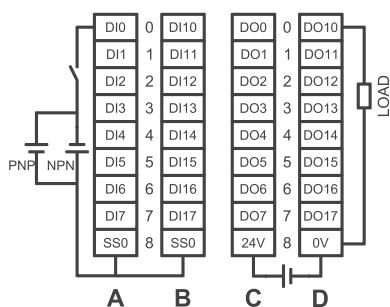 DI0 0 DI10 DO0 0 DO10
DI1 1 DI11 DO1 1 DO11
DI2 2 DI12 DO2 2 DO12
DI3 3 DI13 DO3 3 DO13
DI4 4 DI14 DO4 4 DO14
DI5 5 DI15 DO5 5 DO15
DI6 6 DI16 DO6 6 DO16
DI7 7 DI17 DO7 7 DO17
SS0 8 SS0 24V 8 0V
PNP NPN
LOAD
A B C D